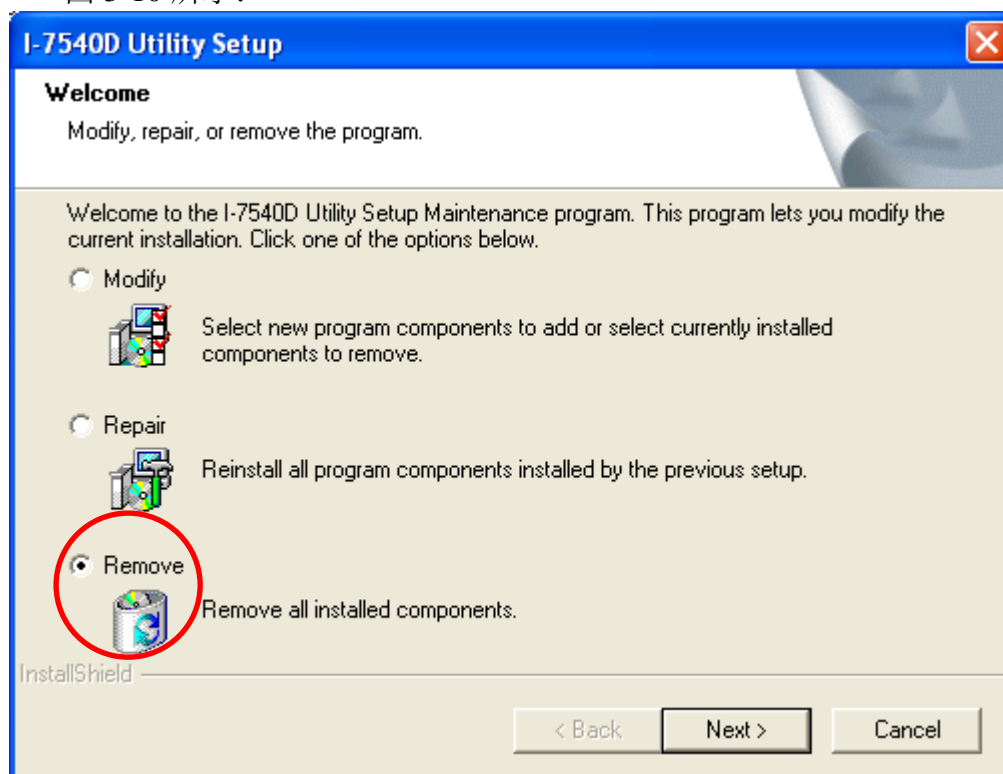 I-7540D Utility Setup
Welcome
Modify, repair, or remove the program.
Welcome to the I-7540D Utility Setup Maintenance program. This program lets you modify the
current installation. Click one of the options below.
Modify
Select new program components to add or select currently installed
components to remove.
Repair
Reinstall all program components installed by the previous setup.
Remove
Remove all installed components.
InstallShield
< Back
Next >
Cancel